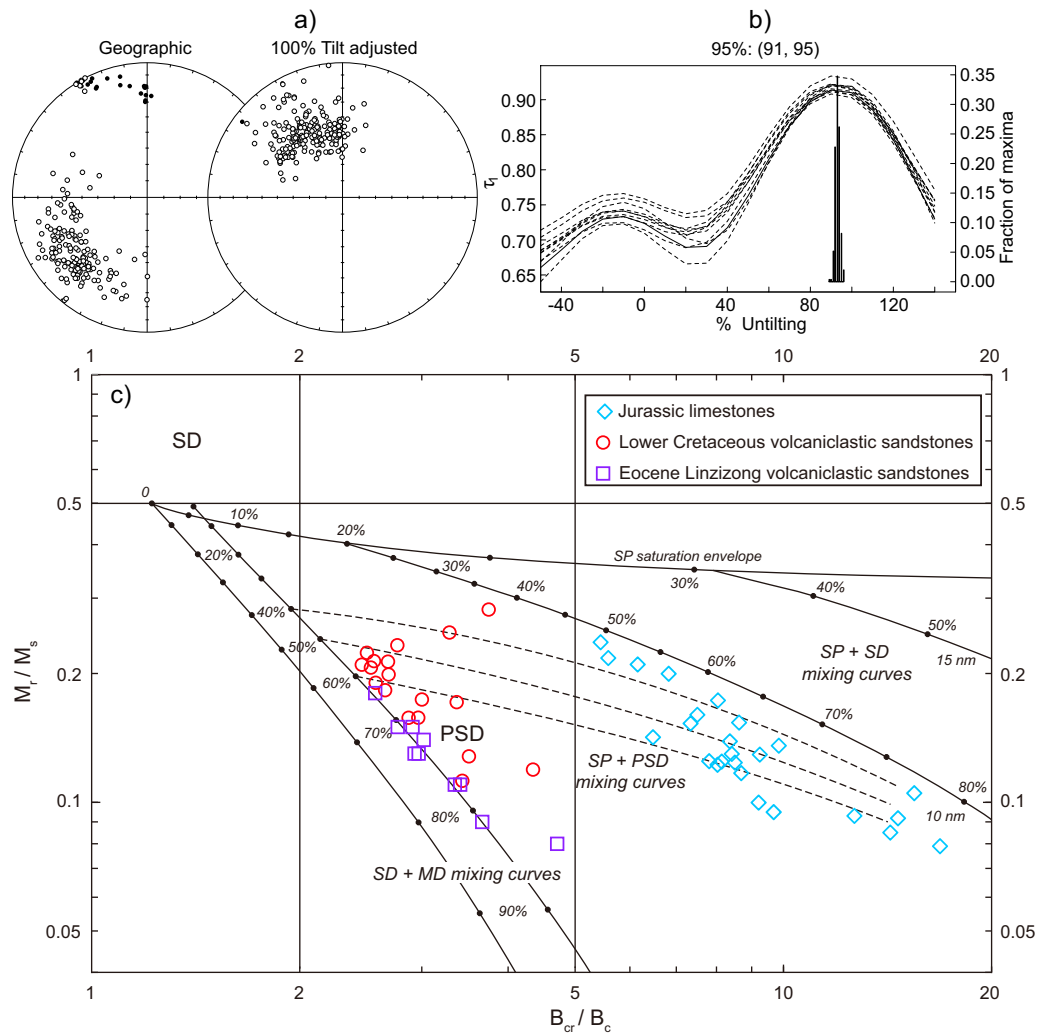 a)
b)
Geographic
100% Tilt adjusted
95%: (91, 95)
0.90
0.85
0.80
0.75
0.70
0.65
τ1
0.35
0.30
0.25
0.20
0.15
0.10
0.05
0.00
Fraction of maxima
-40 0 40 80 120
% Untilting
1 2 5 10 20
c)
1
0.5
0.2
0.1
0.05
Mr / Ms
1
0.5
0.2
0.1
0.05
SD
Jurassic limestones
Lower Cretaceous volcaniclastic sandstones
Eocene Linzizong volcaniclastic sandstones
0
10%
20%
SP saturation envelope
20%
30%
30%
40%
40%
40%
50%
50%
50%
15 nm
SP + SD
mixing curves
60%
60%
70%
70%
PSD
SP + PSD
mixing curves
80%
80%
10 nm
SD + MD mixing curves
90%
1 2 5 10 20
Bcr / Bc